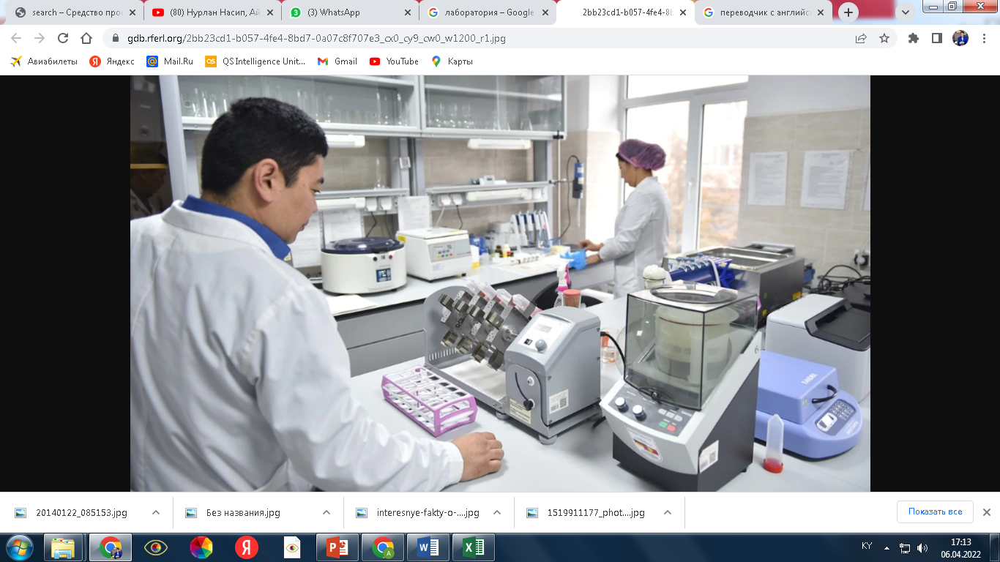 search – Средство про
(80) Нурлан Насип, Ай
3
(3) WhatsApp
лаборатория – Google
2bb23cd1-b057-4fe4-8b
переводчик с английс
gdb.rferl.org/2bb23cd1-b057-4fe4-8bd7-0a07c8f707e3_cx0_cy9_cw0_w1200_r1.jpg
Авиабилеты
Я Яндекс
@ Mail.Ru
QS QSIntelligence Unit...
Gmail
YouTube
Карты
20140122_085153.jpg
Без названия.jpg
interesnye-fakty-o-....jpg
1519911177_phot....jpg
Показать все
Я
P
A
W
X
KY
17:13
06.04.2022